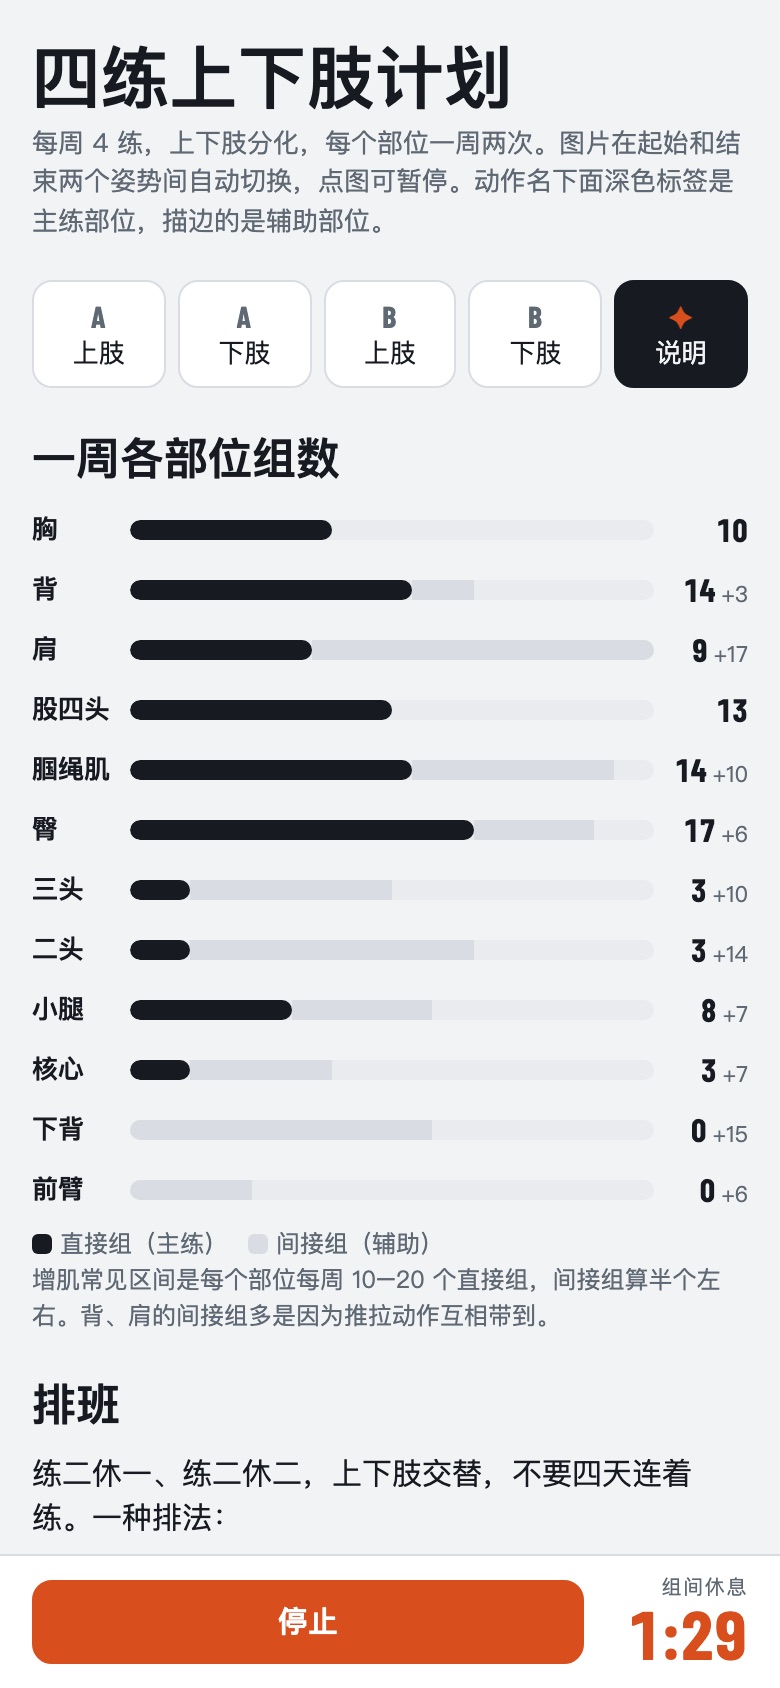 四练上下肢计划
每周 4 练，上下肢分化，每个部位一周两次。图片在起始和结
束两个姿势间自动切换，点图可暂停。动作名下面深色标签是
主练部位，描边的是辅助部位。
A
上肢
A
下肢
B
上肢
B
下肢
说明
一周各部位组数
胸 10
背 14 +3
肩 9 +17
股四头 13
腘绳肌 14 +10
臀 17 +6
三头 3 +10
二头 3 +14
小腿 8 +7
核心 3 +7
下背 0 +15
前臂 0 +6
直接组（主练） 间接组（辅助）
增肌常见区间是每个部位每周 10–20 个直接组，间接组算半个左
右。背、肩的间接组多是因为推拉动作互相带到。
排班
练二休一、练二休二，上下肢交替，不要四天连着
练。一种排法：
停止
组间休息
1:29